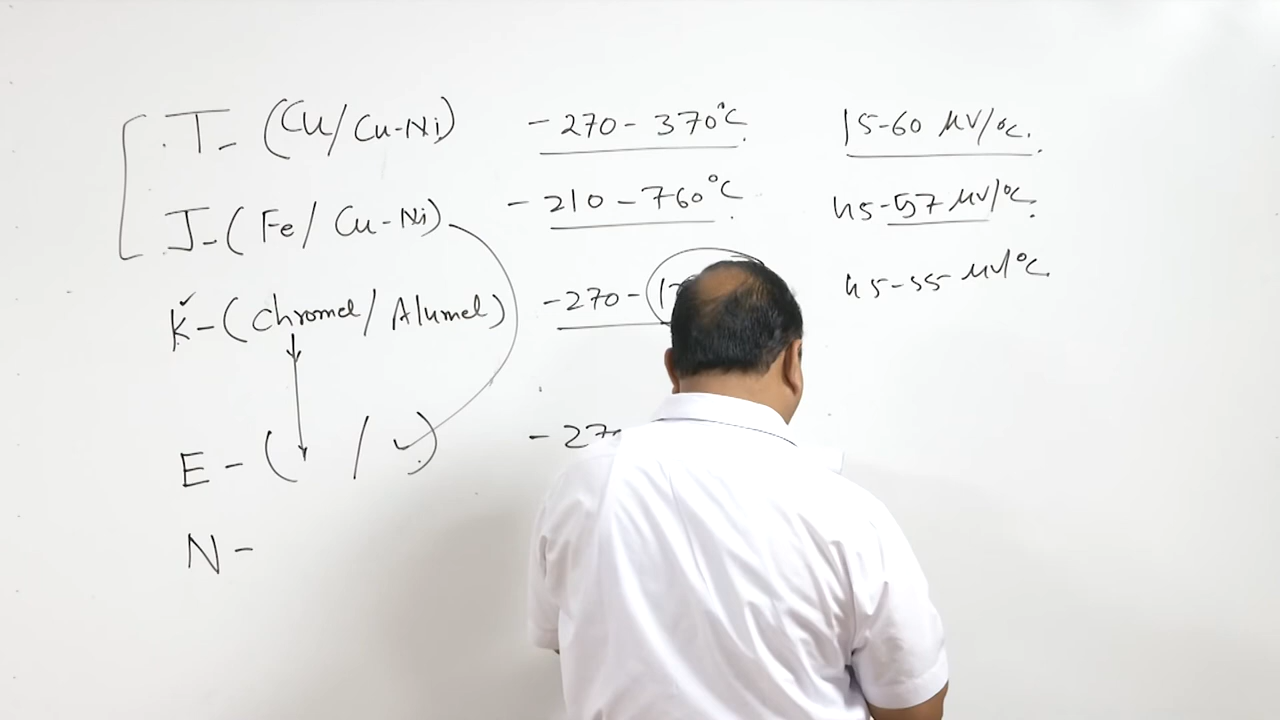 T- (Cu/Cu-Ni) -270-370°C 15-60 μV/°C.
J-(Fe/Cu-Ni) -210-760°C 45-57 μV/°C.
K-(Chromel/Alumel) -270- 45-55 μV/°C
E-( / ) -27
N-